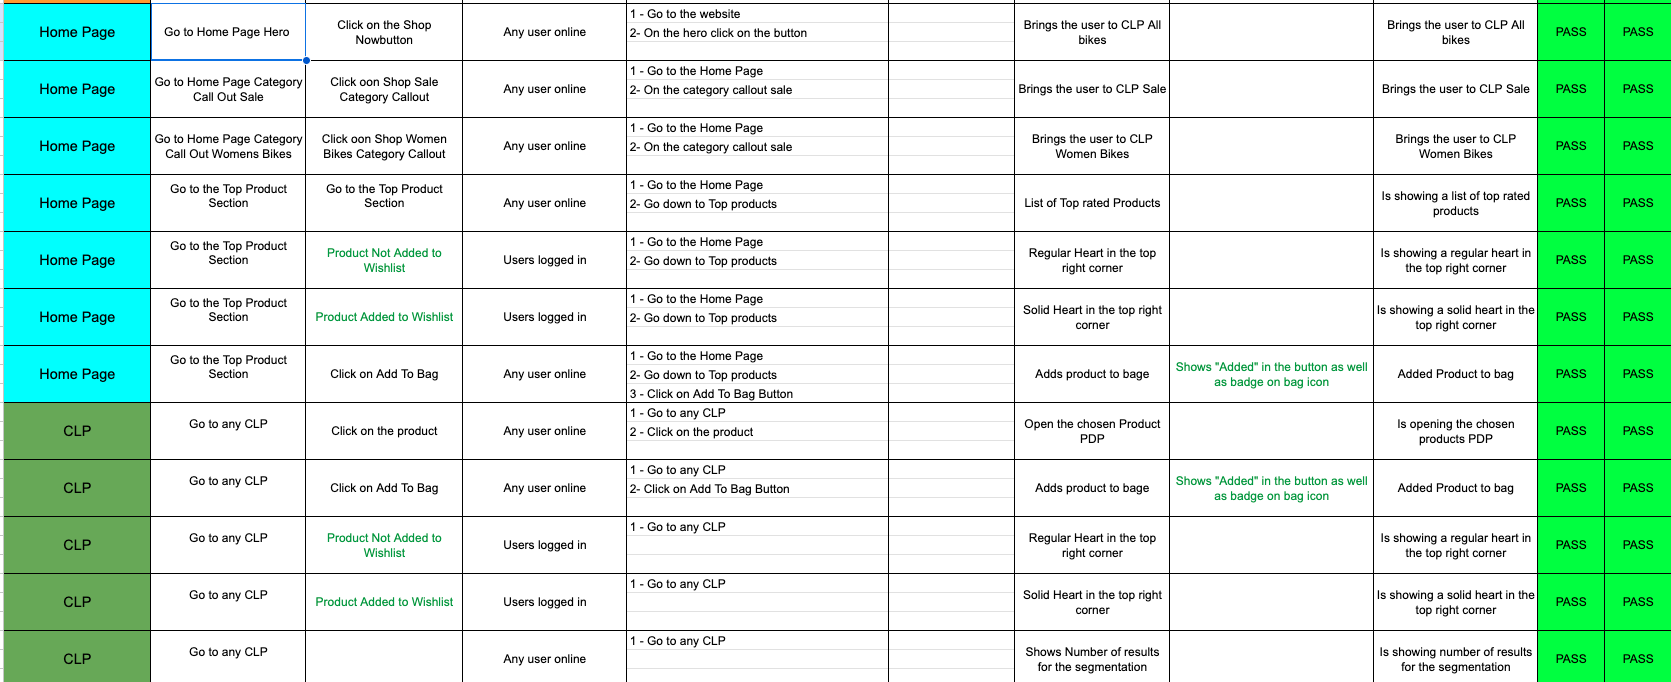 Home Page
Go to Home Page Hero
Click on the Shop
Nowbutton
Any user online
1 - Go to the website
2- On the hero click on the button
Brings the user to CLP All
bikes
Brings the user to CLP All
bikes
PASS
PASS
Home Page
Go to Home Page Category
Call Out Sale
Click oon Shop Sale
Category Callout
Any user online
1 - Go to the Home Page
2- On the category callout sale
Brings the user to CLP Sale
Brings the user to CLP Sale
PASS
PASS
Home Page
Go to Home Page Category
Call Out Womens Bikes
Click oon Shop Women
Bikes Category Callout
Any user online
1 - Go to the Home Page
2- On the category callout sale
Brings the user to CLP
Women Bikes
Brings the user to CLP
Women Bikes
PASS
PASS
Home Page
Go to the Top Product
Section
Go to the Top Product
Section
Any user online
1 - Go to the Home Page
2- Go down to Top products
List of Top rated Products
Is showing a list of top rated
products
PASS
PASS
Home Page
Go to the Top Product
Section
Product Not Added to
Wishlist
Users logged in
1 - Go to the Home Page
2- Go down to Top products
Regular Heart in the top
right corner
Is showing a regular heart in
the top right corner
PASS
PASS
Home Page
Go to the Top Product
Section
Product Added to Wishlist
Users logged in
1 - Go to the Home Page
2- Go down to Top products
Solid Heart in the top right
corner
Is showing a solid heart in the
top right corner
PASS
PASS
Home Page
Go to the Top Product
Section
Click on Add To Bag
Any user online
1 - Go to the Home Page
2- Go down to Top products
3 - Click on Add To Bag Button
Adds product to bage
Shows "Added" in the button as well
as badge on bag icon
Added Product to bag
PASS
PASS
CLP
Go to any CLP
Click on the product
Any user online
1 - Go to any CLP
2 - Click on the product
Open the chosen Product
PDP
Is opening the chosen
products PDP
PASS
PASS
CLP
Go to any CLP
Click on Add To Bag
Any user online
1 - Go to any CLP
2- Click on Add To Bag Button
Adds product to bage
Shows "Added" in the button as well
as badge on bag icon
Added Product to bag
PASS
PASS
CLP
Go to any CLP
Product Not Added to
Wishlist
Users logged in
1 - Go to any CLP
Regular Heart in the top
right corner
Is showing a regular heart in
the top right corner
PASS
PASS
CLP
Go to any CLP
Product Added to Wishlist
Users logged in
1 - Go to any CLP
Solid Heart in the top right
corner
Is showing a solid heart in the
top right corner
PASS
PASS
CLP
Go to any CLP
Any user online
1 - Go to any CLP
Shows Number of results
for the segmentation
Is showing number of results
for the segmentation
PASS
PASS